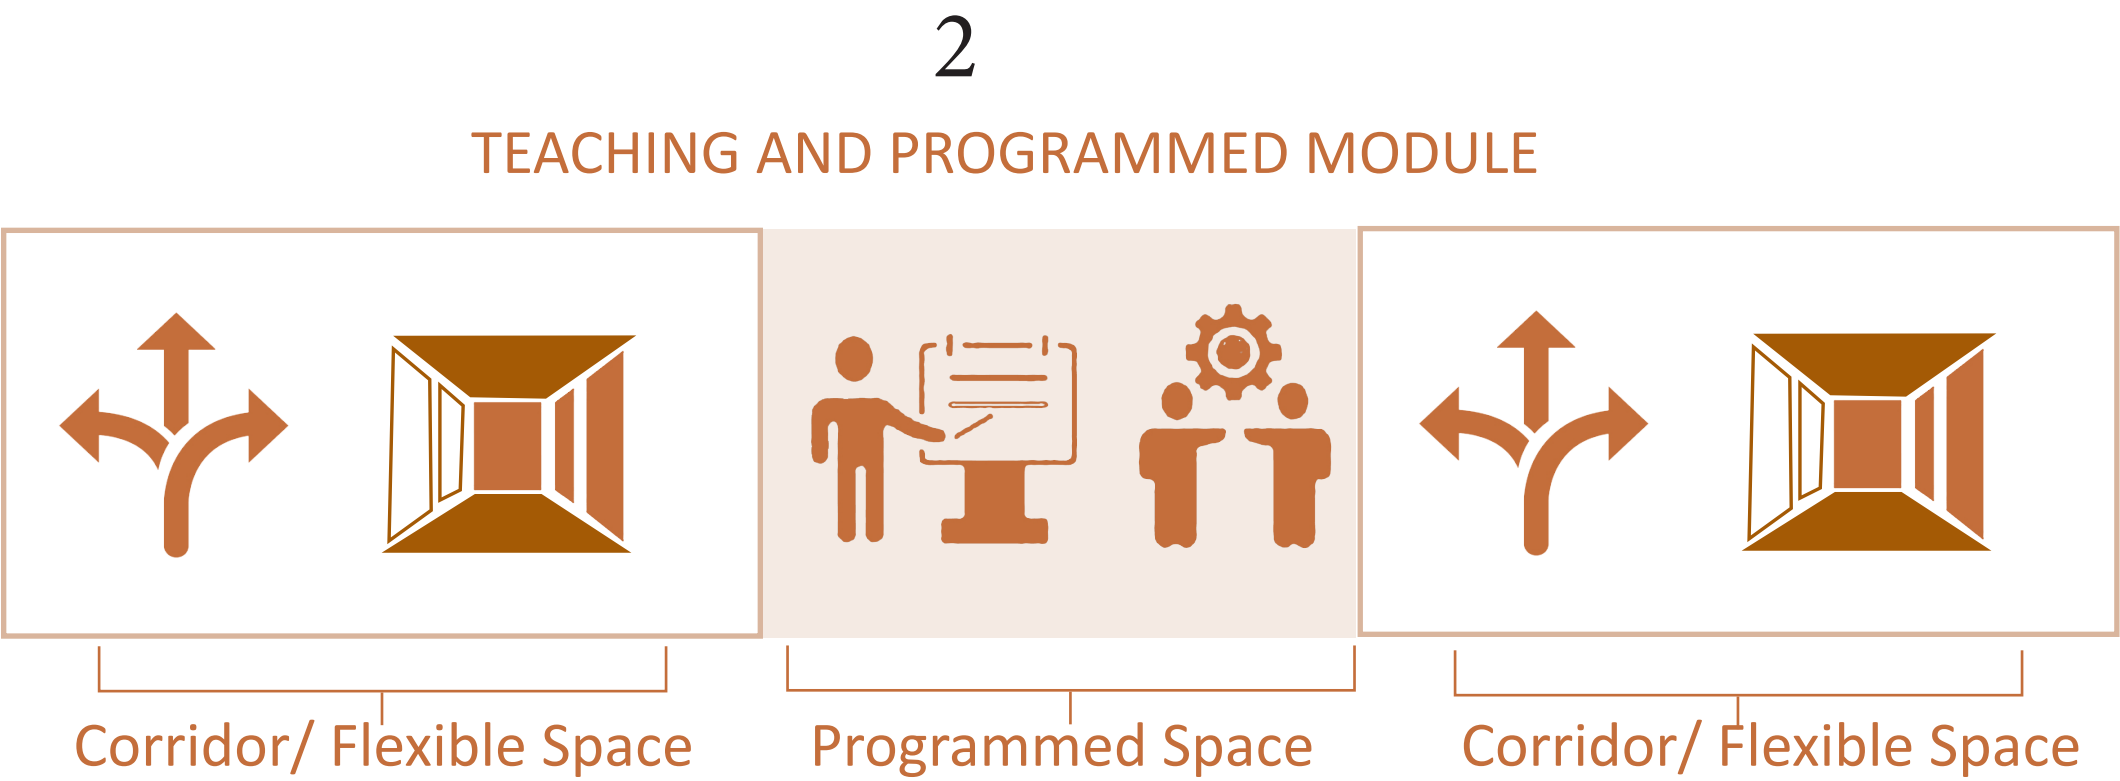 2
TEACHING AND PROGRAMMED MODULE
Corridor/ Flexible Space
Programmed Space
Corridor/ Flexible Space